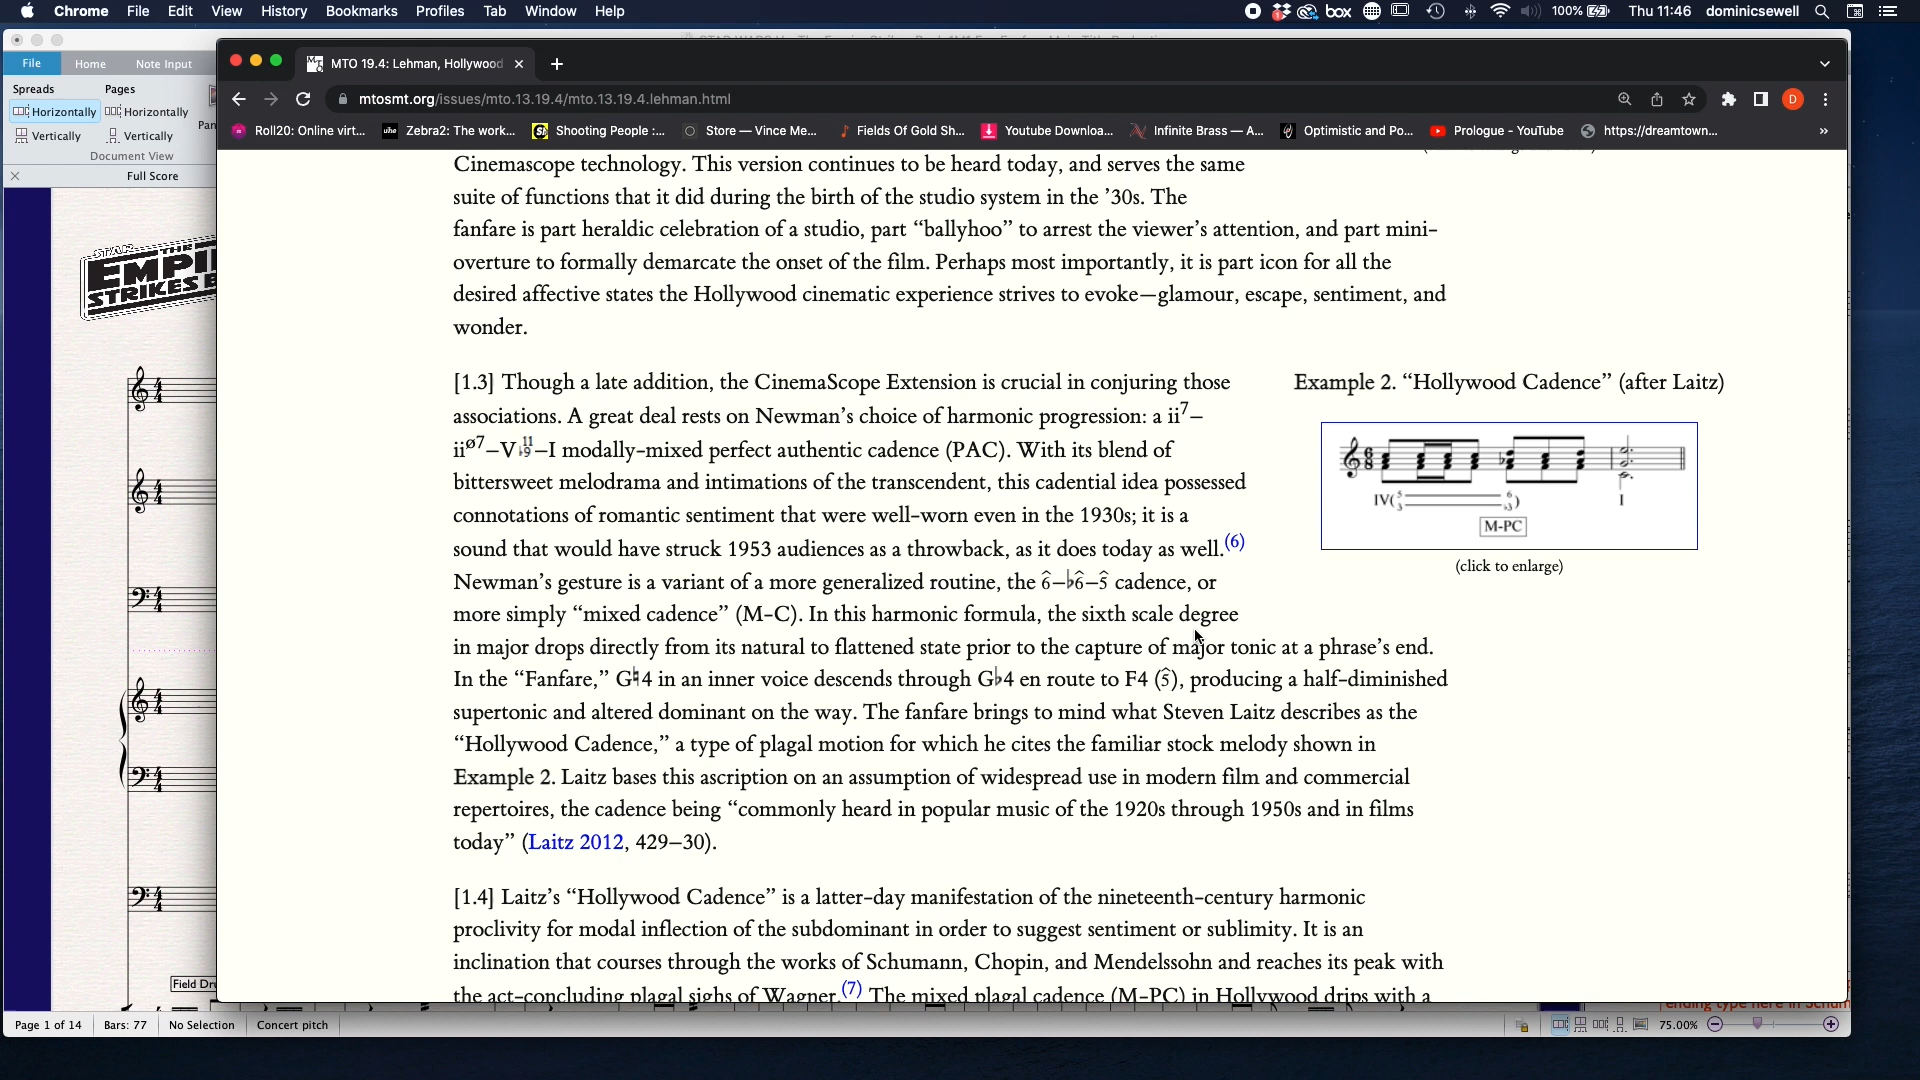 Chrome File Edit View History Bookmarks Profiles Tab Window Help
box 100% Thu 11:46 dominicsewell
File Home Note Input
Spreads Pages
Horizontally Horizontally
Vertically Vertically
Document View
Full Score
STAR
THE
EMPI
STRIKES B
Field Dru
MTO 19.4: Lehman, Hollywood
mtosmt.org/issues/mto.13.19.4/mto.13.19.4.lehman.html
Roll20: Online virt... Zebra2: The work... Shooting People :... Store — Vince Me... Fields Of Gold Sh... Youtube Downloa... Infinite Brass — A... Optimistic and Po... Prologue - YouTube https://dreamtown...
Cinemascope technology. This version continues to be heard today, and serves the same
suite of functions that it did during the birth of the studio system in the ’30s. The
fanfare is part heraldic celebration of a studio, part “ballyhoo” to arrest the viewer’s attention, and part mini-
overture to formally demarcate the onset of the film. Perhaps most importantly, it is part icon for all the
desired affective states the Hollywood cinematic experience strives to evoke—glamour, escape, sentiment, and
wonder.
[1.3] Though a late addition, the CinemaScope Extension is crucial in conjuring those
associations. A great deal rests on Newman’s choice of harmonic progression: a ii7–
iiø7–V11♭9–I modally-mixed perfect authentic cadence (PAC). With its blend of
bittersweet melodrama and intimations of the transcendent, this cadential idea possessed
connotations of romantic sentiment that were well-worn even in the 1930s; it is a
sound that would have struck 1953 audiences as a throwback, as it does today as well.(6)
Newman’s gesture is a variant of a more generalized routine, the 6̂–♭6̂–5̂ cadence, or
more simply “mixed cadence” (M-C). In this harmonic formula, the sixth scale degree
in major drops directly from its natural to flattened state prior to the capture of major tonic at a phrase’s end.
In the “Fanfare,” G♮4 in an inner voice descends through G♭4 en route to F4 (5̂), producing a half-diminished
supertonic and altered dominant on the way. The fanfare brings to mind what Steven Laitz describes as the
“Hollywood Cadence,” a type of plagal motion for which he cites the familiar stock melody shown in
Example 2. Laitz bases this ascription on an assumption of widespread use in modern film and commercial
repertoires, the cadence being “commonly heard in popular music of the 1920s through 1950s and in films
today” (Laitz 2012, 429–30).
[1.4] Laitz’s “Hollywood Cadence” is a latter-day manifestation of the nineteenth-century harmonic
proclivity for modal inflection of the subdominant in order to suggest sentiment or sublimity. It is an
inclination that courses through the works of Schumann, Chopin, and Mendelssohn and reaches its peak with
the act-concluding plagal sighs of Wagner.(7) The mixed plagal cadence (M-PC) in Hollywood drips with a
Example 2. “Hollywood Cadence” (after Laitz)
IV(5 3 6 ♭3) I
M-PC
(click to enlarge)
Page 1 of 14 Bars: 77 No Selection Concert pitch 75.00%